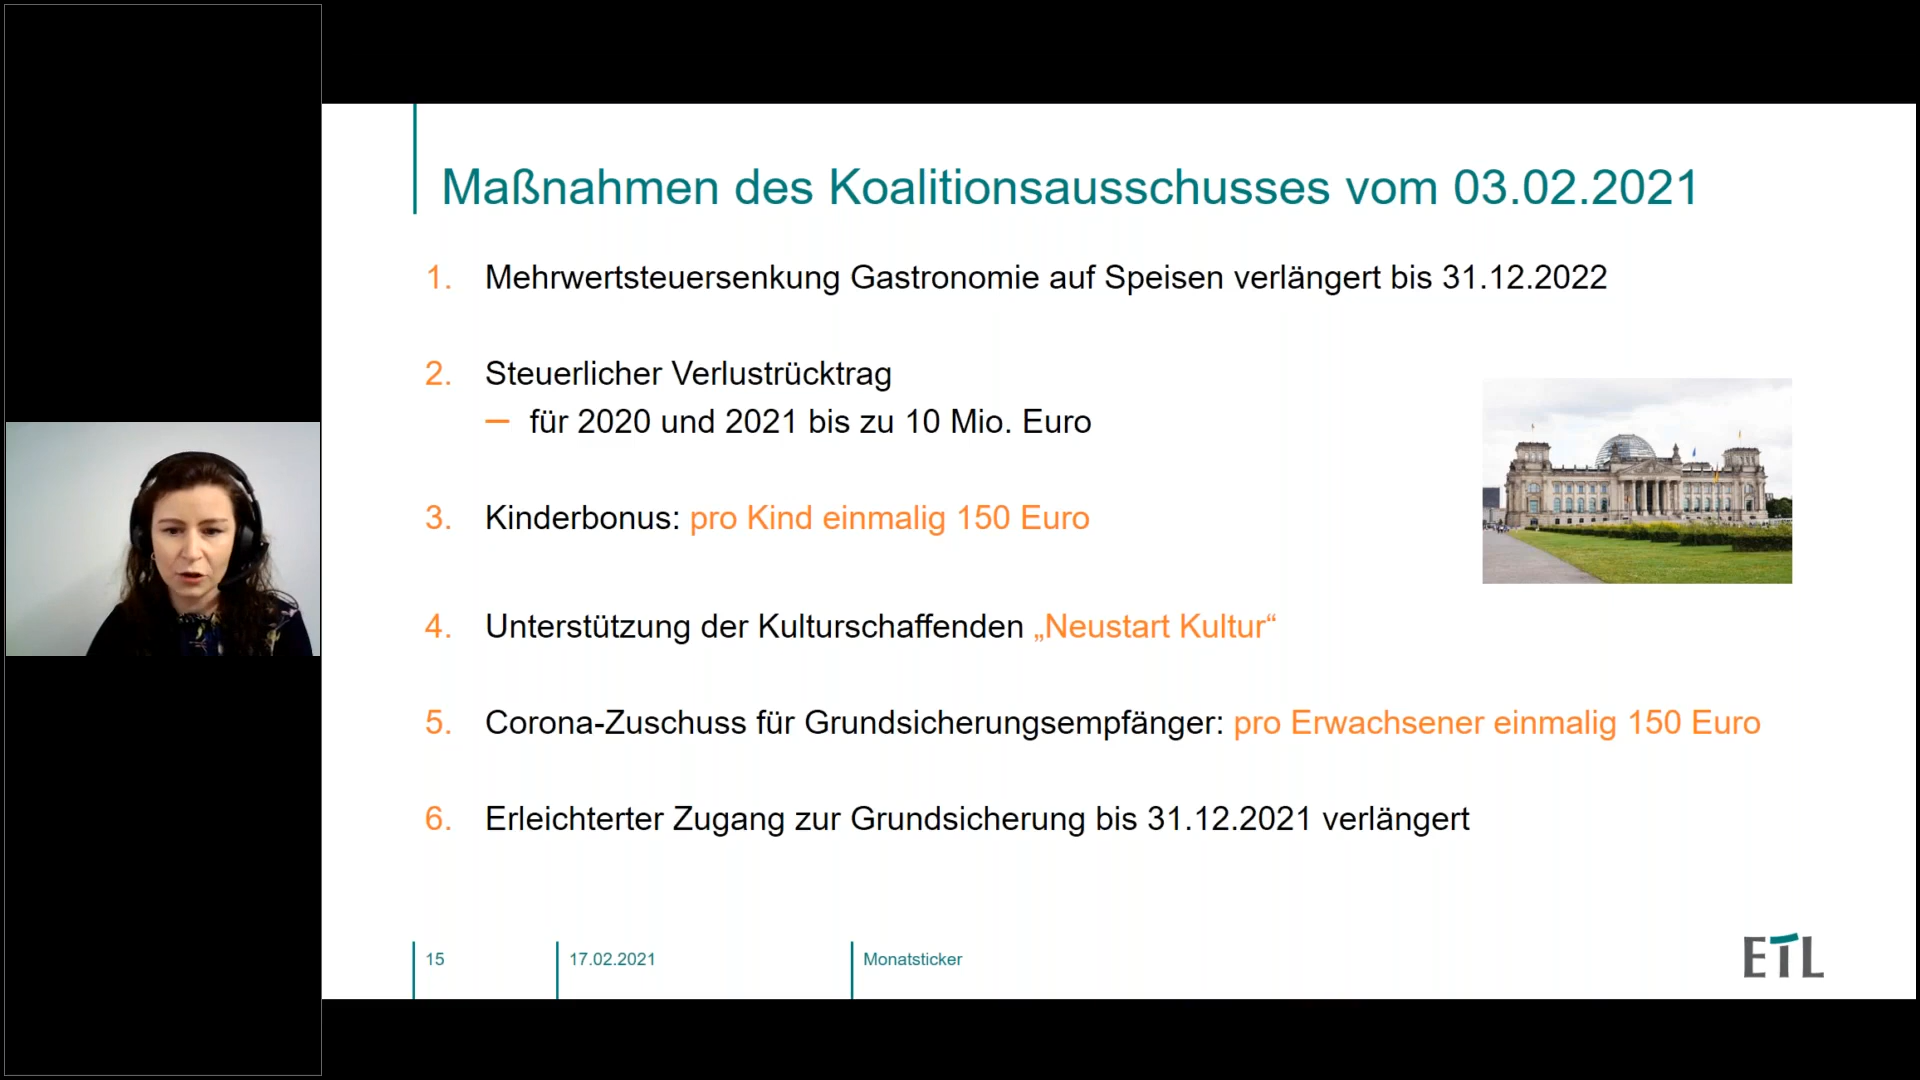 Maßnahmen des Koalitionsausschusses vom 03.02.2021
1. Mehrwertsteuersenkung Gastronomie auf Speisen verlängert bis 31.12.2022
2. Steuerlicher Verlustrücktrag
– für 2020 und 2021 bis zu 10 Mio. Euro
3. Kinderbonus: pro Kind einmalig 150 Euro
4. Unterstützung der Kulturschaffenden „Neustart Kultur“
5. Corona-Zuschuss für Grundsicherungsempfänger: pro Erwachsener einmalig 150 Euro
6. Erleichterter Zugang zur Grundsicherung bis 31.12.2021 verlängert
15
17.02.2021
Monatsticker
ETL